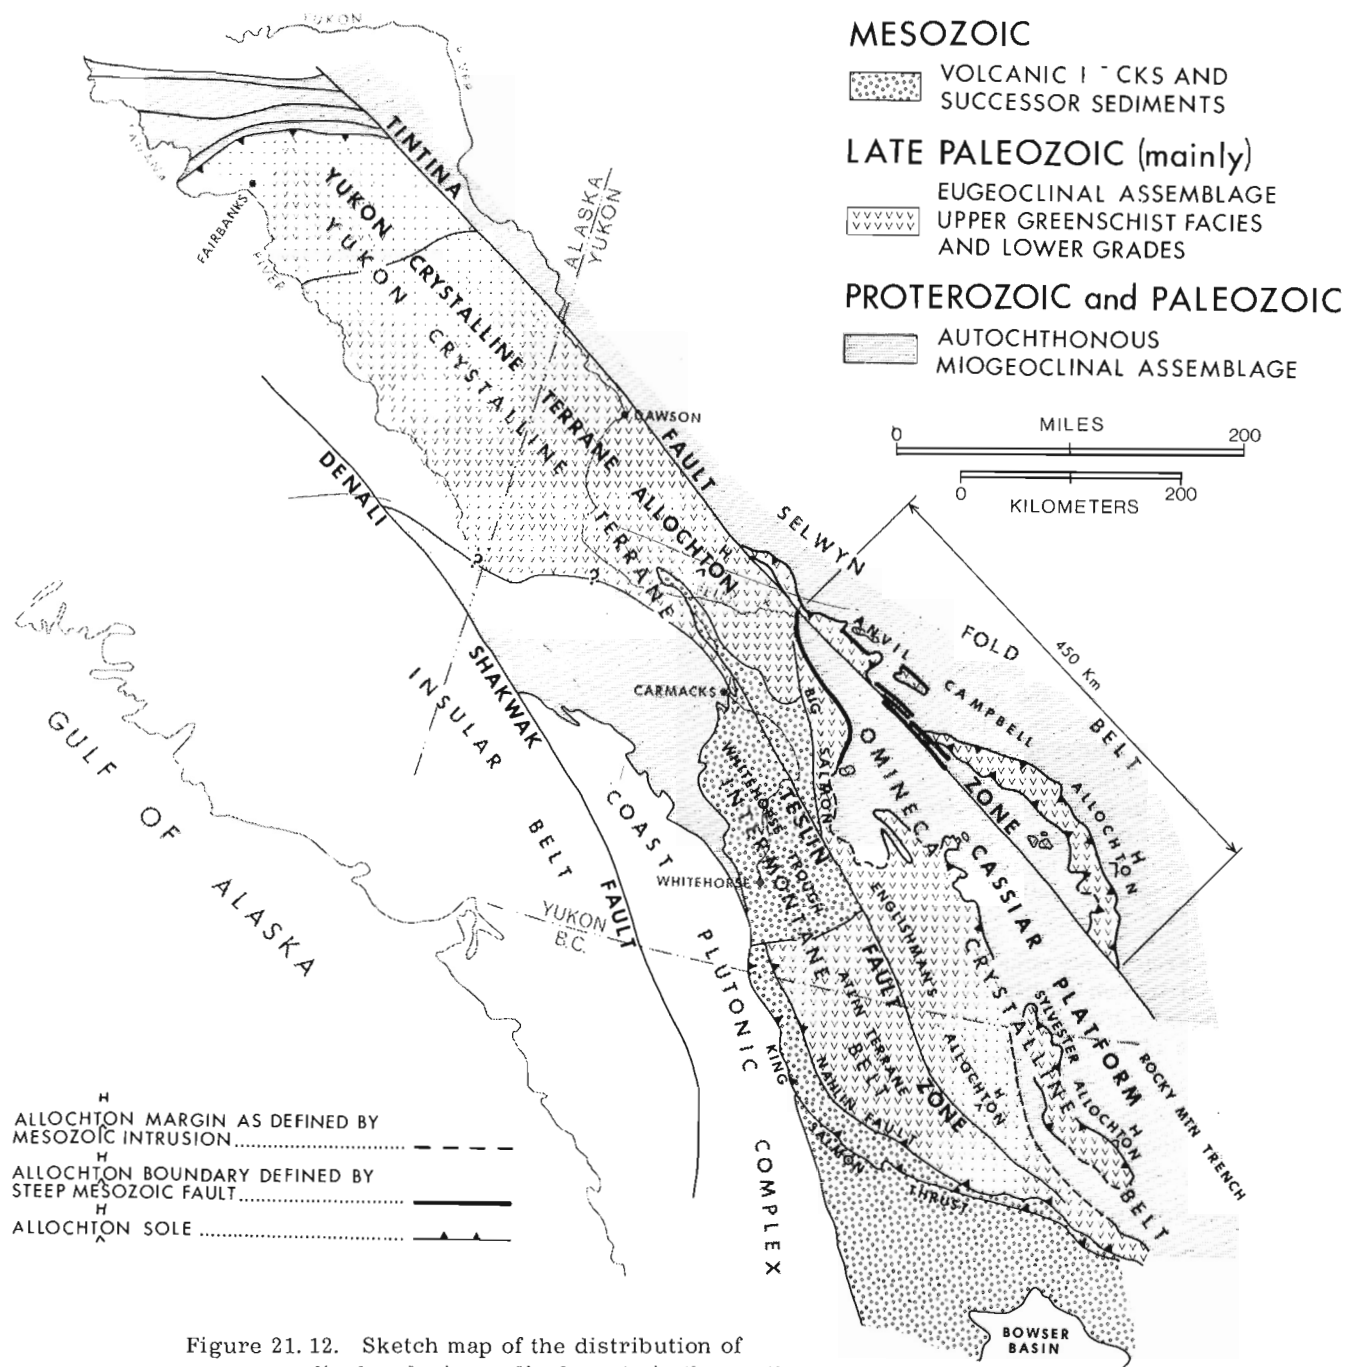 YUKON
MESOZOIC
VOLCANIC CKS AND
SUCCESSOR SEDIMENTS
LATE PALEOZOIC (mainly)
EUGEOCLINAL ASSEMBLAGE
UPPER GREENSCHIST FACIES
AND LOWER GRADES
PROTEROZOIC and PALEOZOIC
AUTOCHTHONOUS
MIOGEOCLINAL ASSEMBLAGE
MILES
0 200
0 200
KILOMETERS
TINTINA FAULT
ALASKA
YUKON
FAIRBANKS
RIVER
YUKON CRYSTALLINE TERRANE ALLOCHTON
H
YUKON CRYSTALLINE TERRANE
DAWSON
DENALI
SHAKWAK
FAULT
? ?
SELWYN
FOLD
BELT
450 Km
ANVIL
CAMPBELL
ALLOCHTON
H
CARMACKS
BIG
SALMON
OMINECA
CRYSTALLINE
BELT
INSULAR
BELT
GULF
OF
ALASKA
COAST
PLUTONIC
COMPLEX
WHITEHORSE TROUGH
INTERMONTANE
BELT
TESLIN
FAULT
ZONE
ZONE
CASSIAR
PLATFORM
WHITEHORSE
YUKON
B.C.
ENGLISHMAN'S
ALLOCHTON
H
ATLIN TERRANE
SYLVESTER
ALLOCHTON
H
ROCKY MTN TRENCH
KING
SALMON
THRUST
NAHLIN FAULT
BOWSER
BASIN
H
ALLOCHTON MARGIN AS DEFINED BY
MESOZOIC INTRUSION
H
ALLOCHTON BOUNDARY DEFINED BY
STEEP MESOZOIC FAULT
H
ALLOCHTON SOLE
Figure 21.12. Sketch map of the distribution of